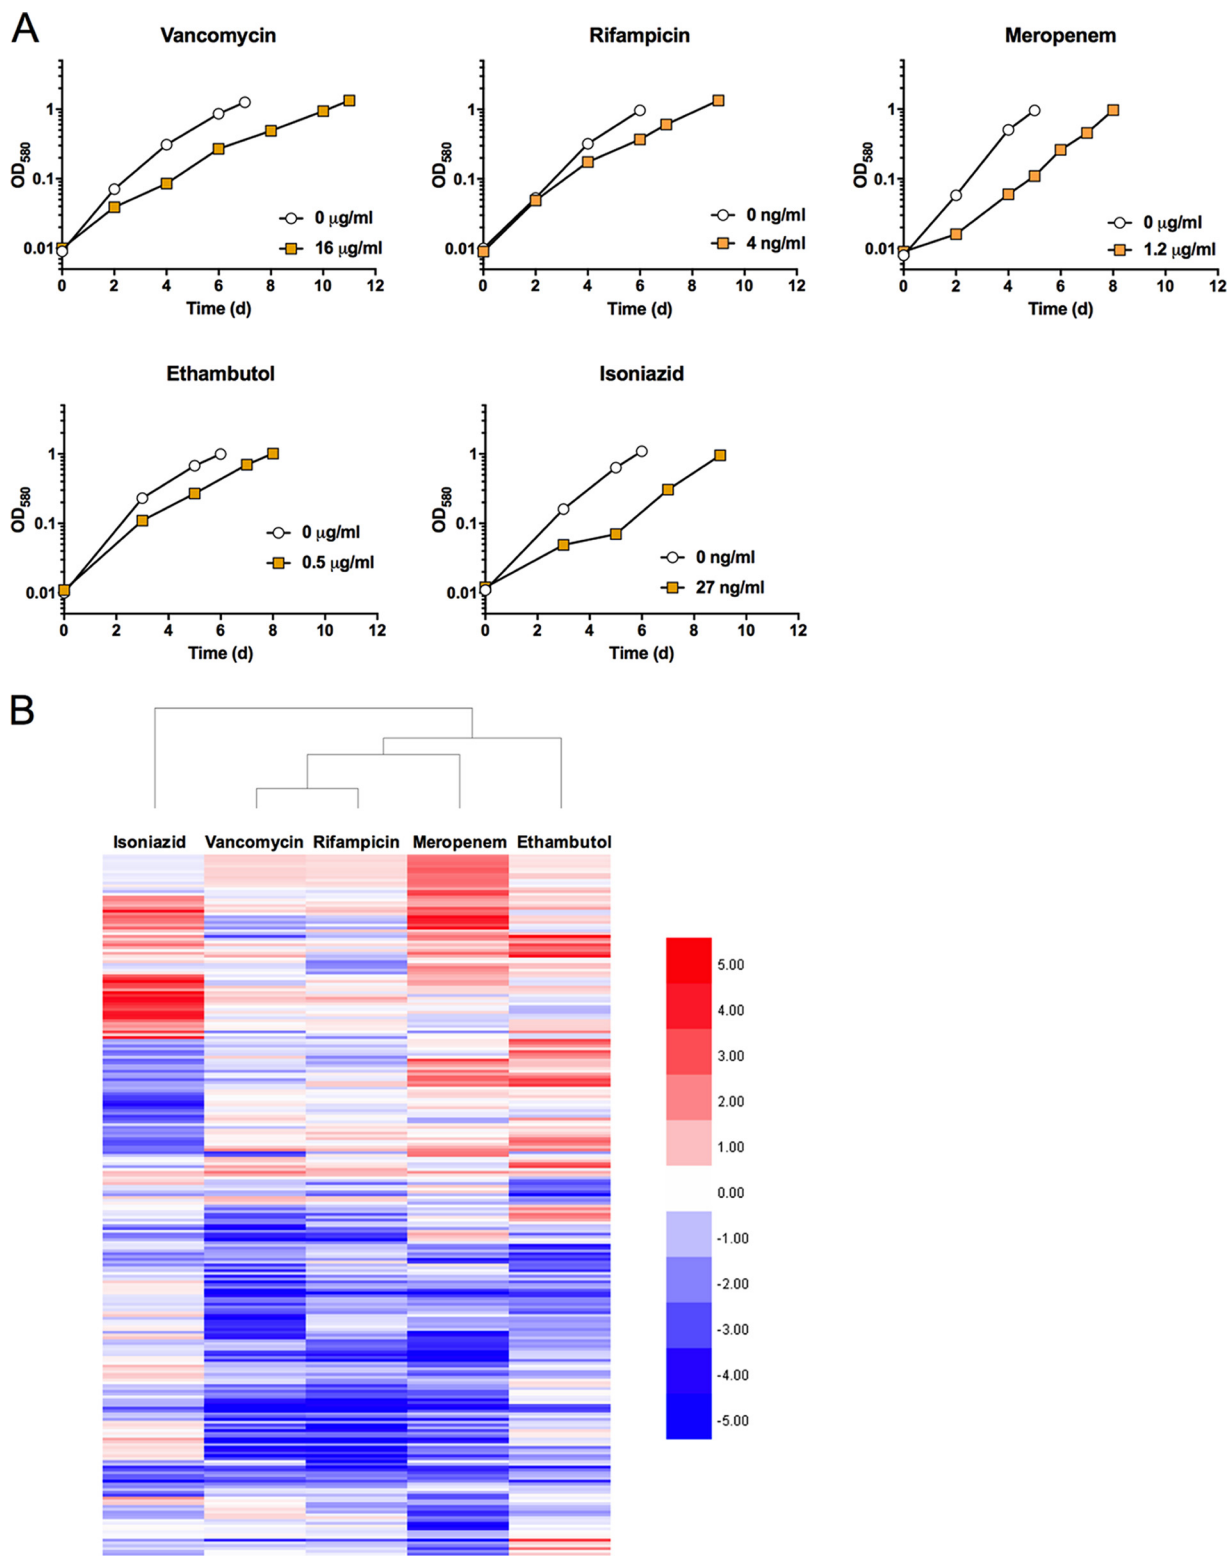 A
Vancomycin
Rifampicin
Meropenem
1
0.1
0.01
OD580
0 μg/ml
16 μg/ml
0 2 4 6 8 10 12
Time (d)
1
0.1
0.01
OD580
0 ng/ml
4 ng/ml
0 2 4 6 8 10 12
Time (d)
1
0.1
0.01
OD580
0 μg/ml
1.2 μg/ml
0 2 4 6 8 10 12
Time (d)
Ethambutol
Isoniazid
1
0.1
0.01
OD580
0 μg/ml
0.5 μg/ml
0 2 4 6 8 10 12
Time (d)
1
0.1
0.01
OD580
0 ng/ml
27 ng/ml
0 2 4 6 8 10 12
Time (d)
B
Isoniazid Vancomycin Rifampicin Meropenem Ethambutol
5.00
4.00
3.00
2.00
1.00
0.00
-1.00
-2.00
-3.00
-4.00
-5.00